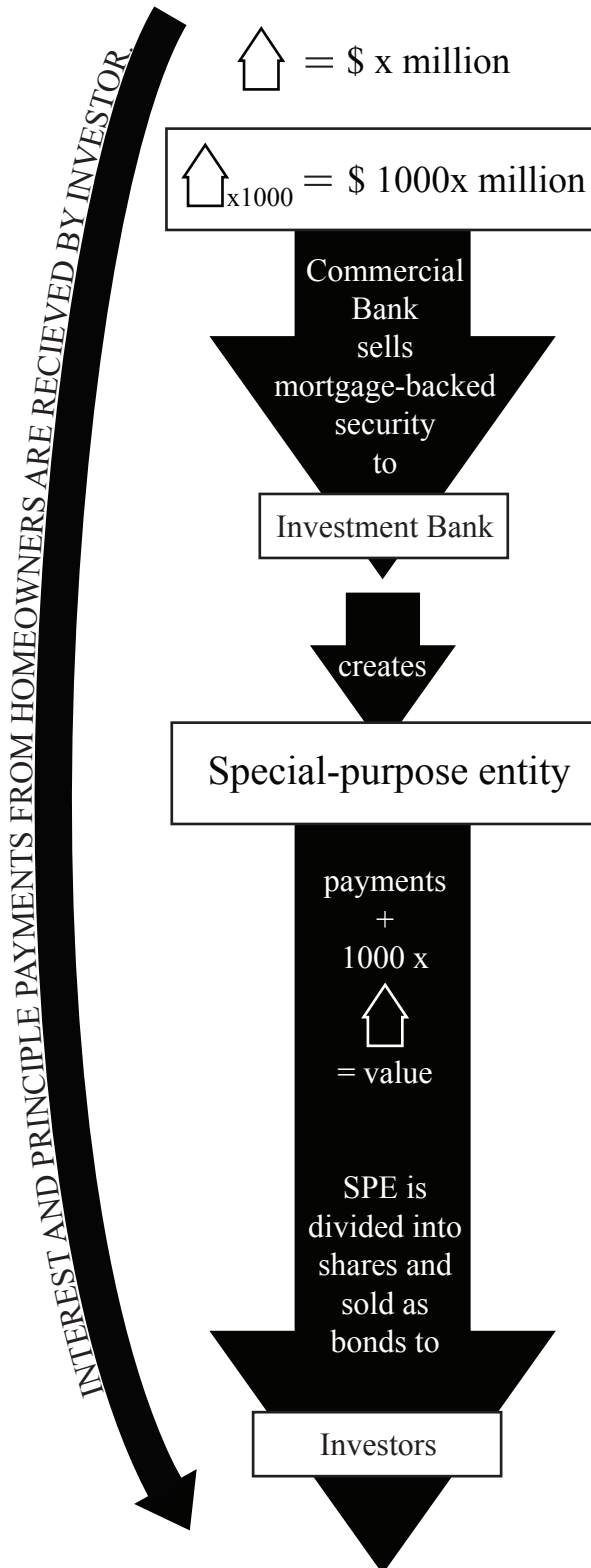 = $ x million
x1000 = $ 1000x million
Commercial
Bank
sells
mortgage-backed
security
to
Investment Bank
creates
Special-purpose entity
payments
+
1000 x
= value
SPE is
divided into
shares and
sold as
bonds to
Investors
INTEREST AND PRINCIPLE PAYMENTS FROM HOMEOWNERS ARE RECIEVED BY INVESTOR.